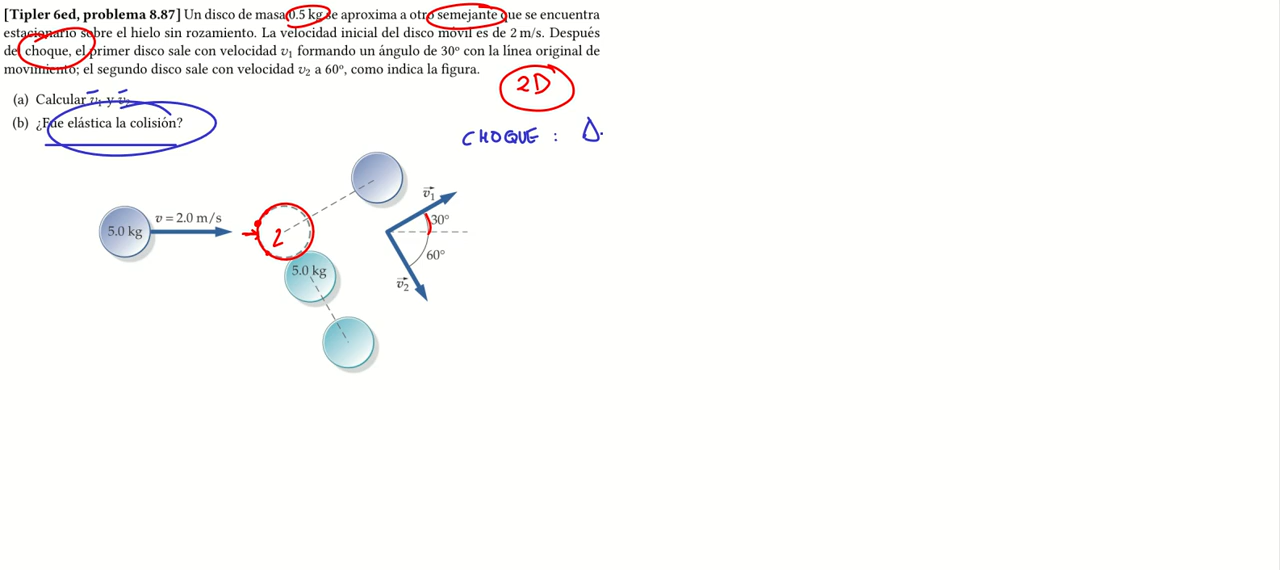 [Tipler 6ed, problema 8.87] Un disco de masa 0.5 kg se aproxima a otro semejante que se encuentra
estacionario sobre el hielo sin rozamiento. La velocidad inicial del disco móvil es de 2 m/s. Después
del choque, el primer disco sale con velocidad v₁ formando un ángulo de 30° con la línea original de
movimiento; el segundo disco sale con velocidad v₂ a 60°, como indica la figura.
2D
(a) Calcular v₁ y v₂
(b) ¿Fue elástica la colisión?
CHOQUE : Δ.
v = 2.0 m/s
5.0 kg
2
5.0 kg
v⃗₁
30°
60°
v⃗₂